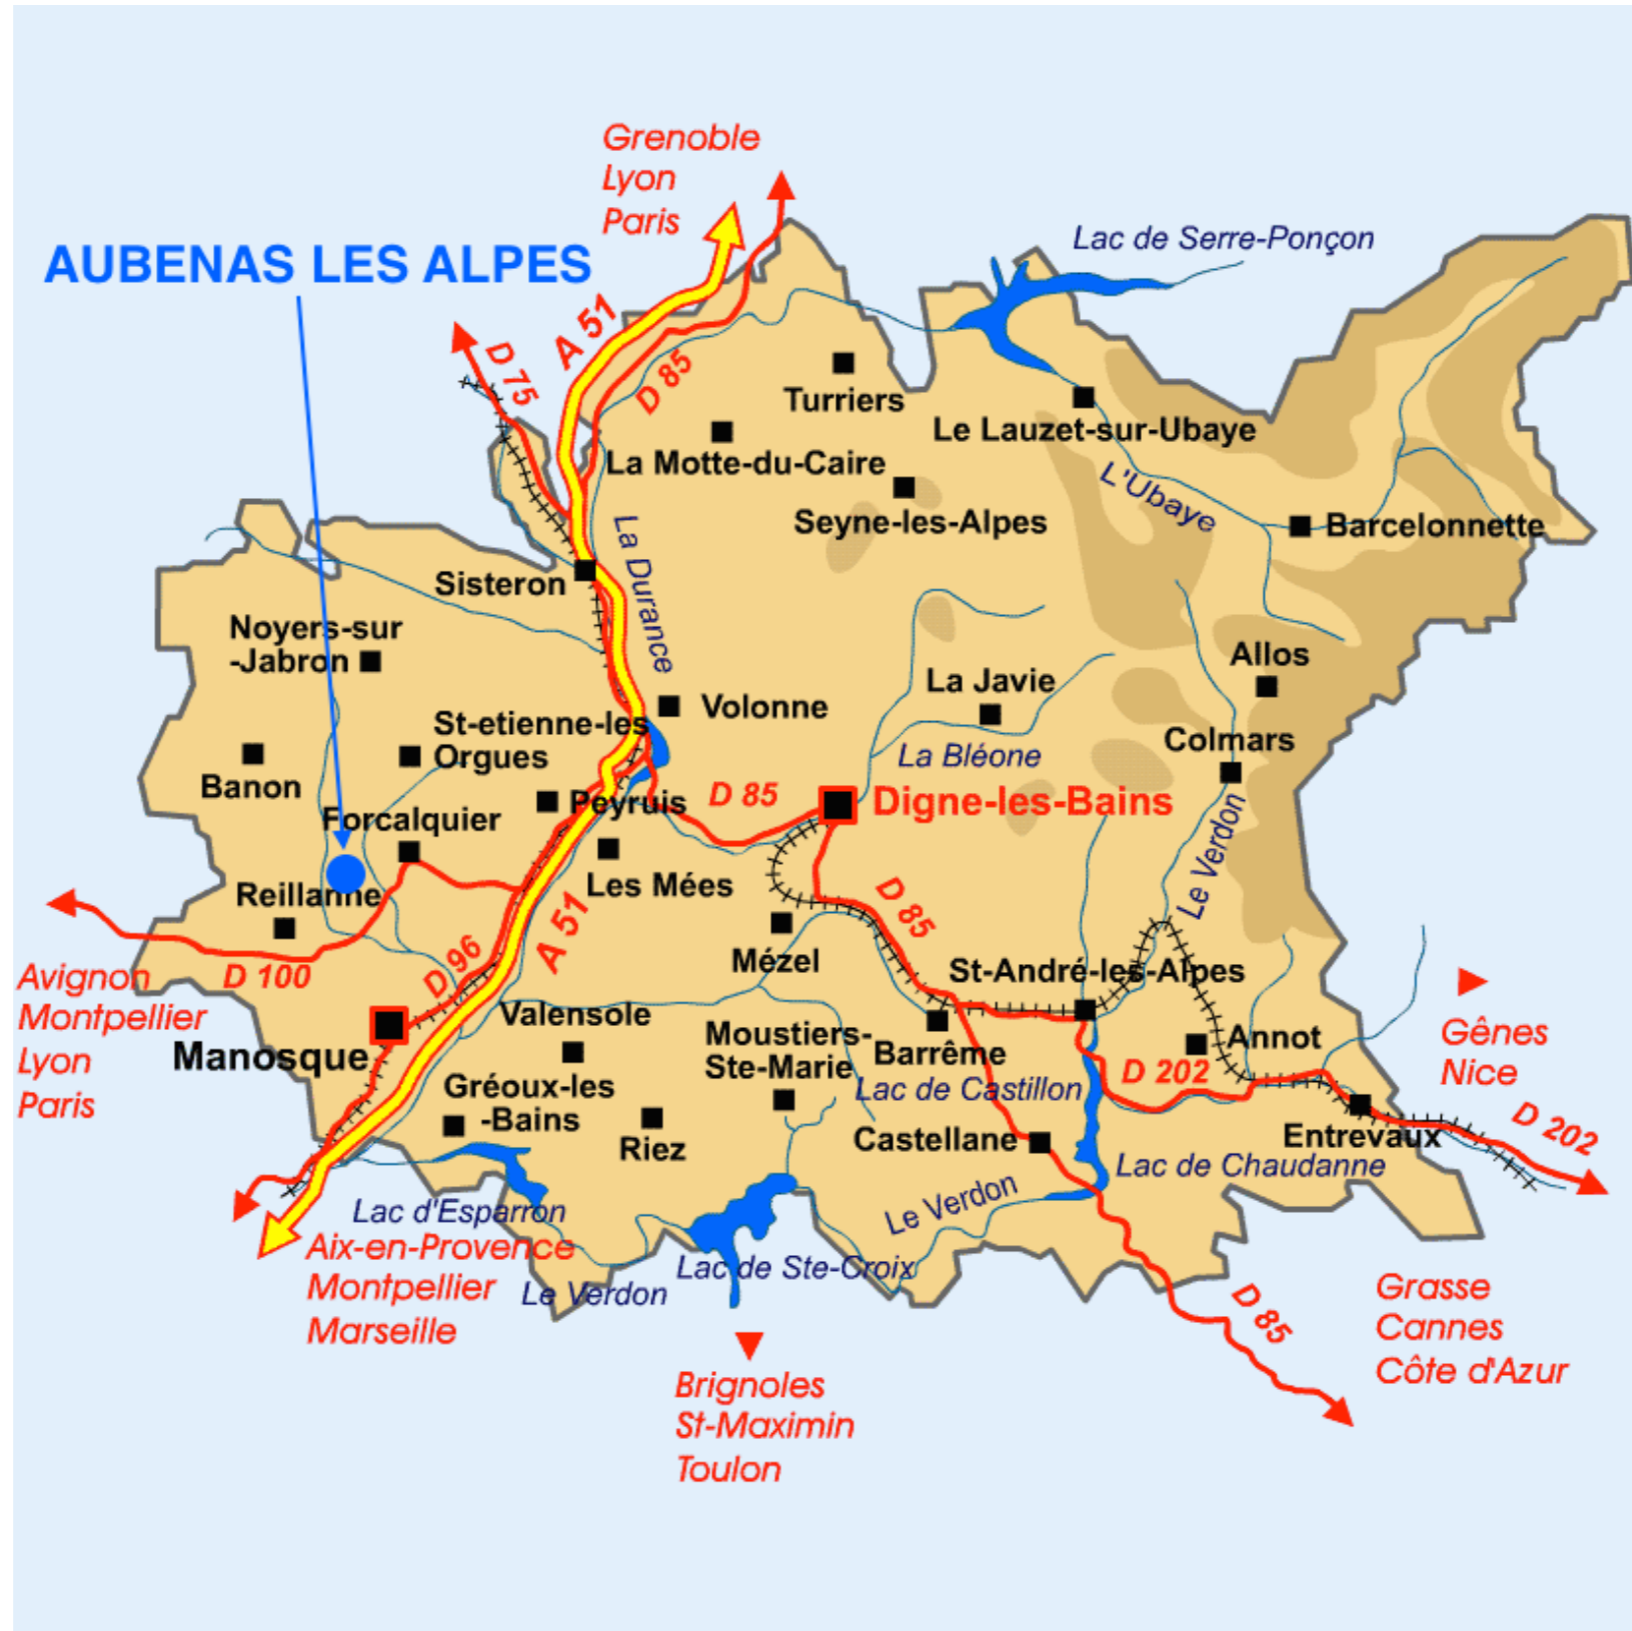 Grenoble
Lyon
Paris
Lac de Serre-Ponçon
AUBENAS LES ALPES
A 51
D 75
D 85
Turriers
Le Lauzet-sur-Ubaye
La Motte-du-Caire
L'Ubaye
Seyne-les-Alpes
Barcelonnette
La Durance
Sisteron
Noyers-sur
-Jabron
Allos
La Javie
Volonne
St-etienne-les
Orgues
Colmars
La Bléone
Banon
D 85
Peyruis
Digne-les-Bains
Forcalquier
Le Verdon
Les Mées
Reillanne
D 85
A 51
Mézel
St-André-les-Alpes
D 100
D 96
Avignon
Montpellier
Lyon
Paris
Valensole
Moustiers-
Ste-Marie
Barrême
Annot
Gênes
Nice
Manosque
D 202
Lac de Castillon
Gréoux-les
-Bains
Riez
Castellane
Entrevaux
D 202
Lac de Chaudanne
Lac d'Esparron
Le Verdon
Aix-en-Provence
Montpellier
Marseille
Lac de Ste-Croix
Le Verdon
D 85
Grasse
Cannes
Côte d'Azur
Brignoles
St-Maximin
Toulon